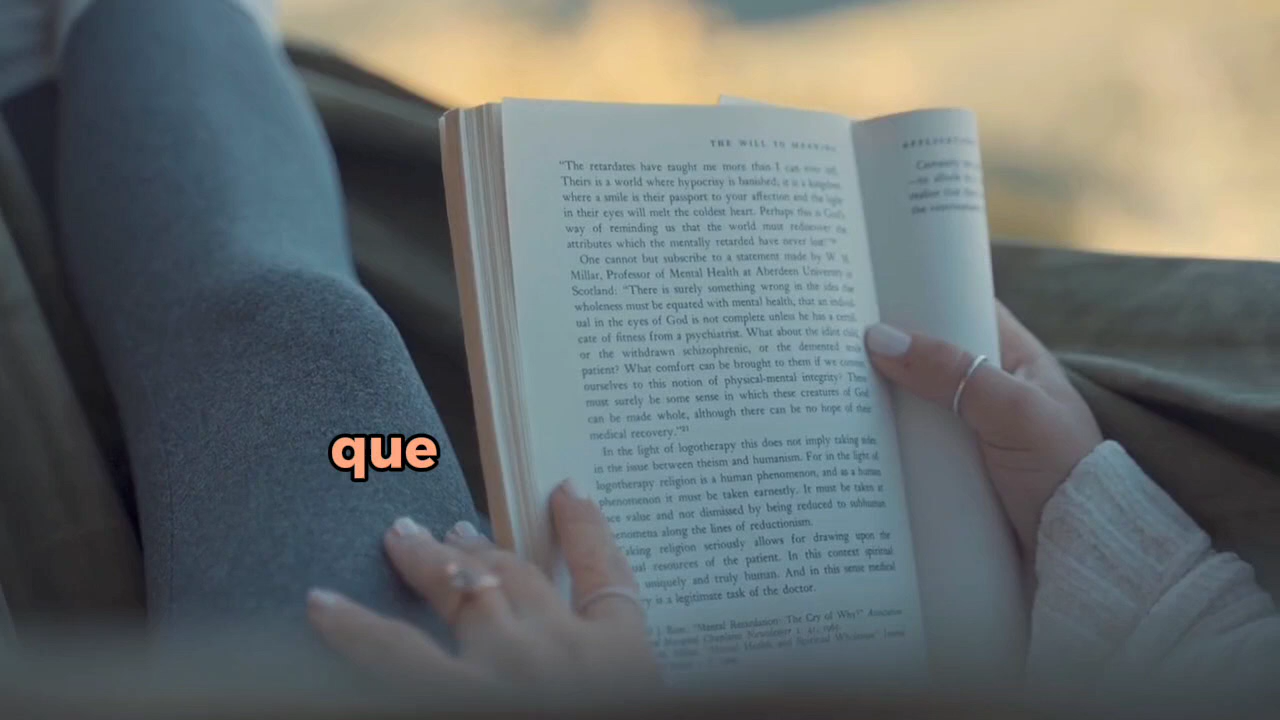 THE WILL TO MEANING
"The retardates have taught me more than I can
Theirs is a world where hypocrisy is banished; it is a kingdom
where a smile is their passport to your affection and the light
in their eyes will melt the coldest heart. Perhaps this is God's
way of reminding us that the world must rediscover the
attributes which the mentally retarded have never lost."
One cannot but subscribe to a statement made by W.
Millar, Professor of Mental Health at Aberdeen University in
Scotland: "There is surely something wrong in the idea that
wholeness must be equated with mental health, that an individ-
ual in the eyes of God is not complete unless he has a certifi-
cate of fitness from a psychiatrist. What about the idiot child,
or the withdrawn schizophrenic, or the demented
patient? What comfort can be brought to them if we commit
ourselves to this notion of physical-mental integrity? There
must surely be some sense in which these creatures of God
can be made whole, although there can be no hope of their
medical recovery."21
In the light of logotherapy this does not imply taking sides
in the issue between theism and humanism. For in the light of
logotherapy religion is a human phenomenon, and as a human
phenomenon it must be taken earnestly. It must be taken at
face value and not dismissed by being reduced to subhuman
enomena along the lines of reductionism.
aking religion seriously allows for drawing upon the
ual resources of the patient. In this context spiritual
uniquely and truly human. And in this sense medical
y is a legitimate task of the doctor.
"Mental Retardation: The Cry of Why?"
que